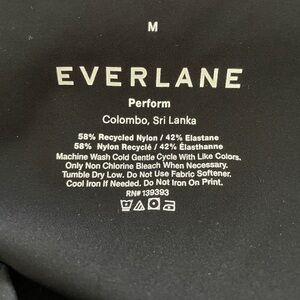 M
EVERLANE
Perform
Colombo, Sri Lanka
58% Recycled Nylon / 42% Elastane
58% Nylon Recyclé / 42% Élasthanne
Machine Wash Cold Gentle Cycle With Like Colors.
Only Non Chlorine Bleach When Necessary.
Tumble Dry Low. Do Not Use Fabric Softener.
Cool Iron If Needed. Do Not Iron On Print.
RN# 139393